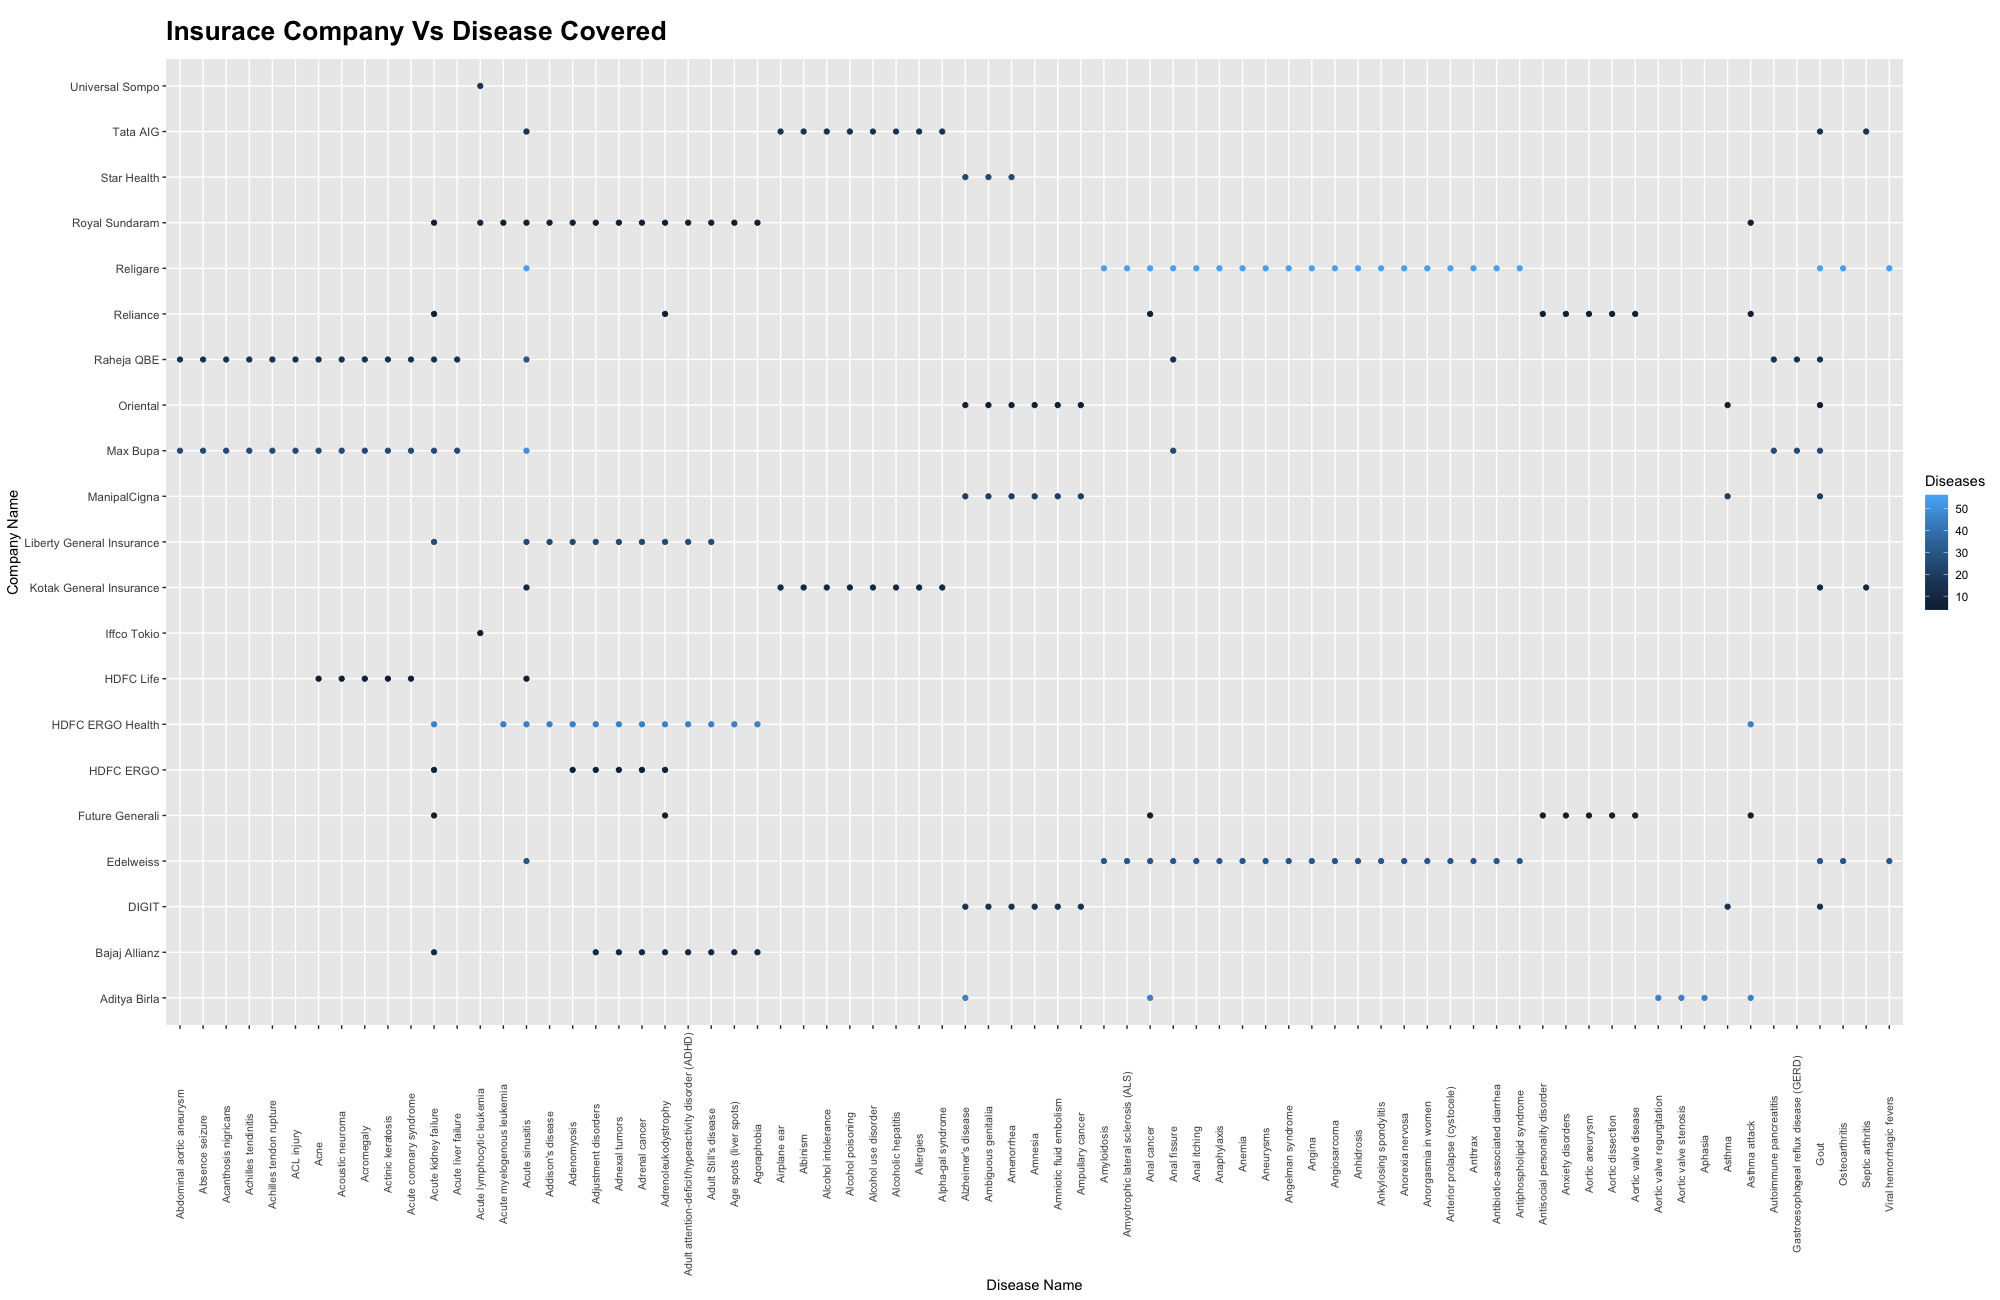 Insurace Company Vs Disease Covered
Company Name
Universal Sompo
Tata AIG
Star Health
Royal Sundaram
Religare
Reliance
Raheja QBE
Oriental
Max Bupa
ManipalCigna
Liberty General Insurance
Kotak General Insurance
Iffco Tokio
HDFC Life
HDFC ERGO Health
HDFC ERGO
Future Generali
Edelweiss
DIGIT
Bajaj Allianz
Aditya Birla
Diseases
50
40
30
20
10
Abdominal aortic aneurysm
Absence seizure
Acanthosis nigricans
Achilles tendinitis
Achilles tendon rupture
ACL injury
Acne
Acoustic neuroma
Acromegaly
Actinic keratosis
Acute coronary syndrome
Acute kidney failure
Acute liver failure
Acute lymphocytic leukemia
Acute myelogenous leukemia
Acute sinusitis
Addison's disease
Adenomyosis
Adjustment disorders
Adnexal tumors
Adrenal cancer
Adrenoleukodystrophy
Adult attention-deficit/hyperactivity disorder (ADHD)
Adult Still's disease
Age spots (liver spots)
Agoraphobia
Airplane ear
Albinism
Alcohol intolerance
Alcohol poisoning
Alcohol use disorder
Alcoholic hepatitis
Allergies
Alpha-gal syndrome
Alzheimer's disease
Ambiguous genitalia
Amenorrhea
Amnesia
Amniotic fluid embolism
Ampullary cancer
Amyloidosis
Amyotrophic lateral sclerosis (ALS)
Anal cancer
Anal fissure
Anal itching
Anaphylaxis
Anemia
Aneurysms
Angelman syndrome
Angina
Angiosarcoma
Anhidrosis
Ankylosing spondylitis
Anorexia nervosa
Anorgasmia in women
Anterior prolapse (cystocele)
Anthrax
Antibiotic-associated diarrhea
Antiphospholipid syndrome
Antisocial personality disorder
Anxiety disorders
Aortic aneurysm
Aortic dissection
Aortic valve disease
Aortic valve regurgitation
Aortic valve stenosis
Aphasia
Asthma
Asthma attack
Autoimmune pancreatitis
Gastroesophageal reflux disease (GERD)
Gout
Osteoarthritis
Septic arthritis
Viral hemorrhagic fevers
Disease Name